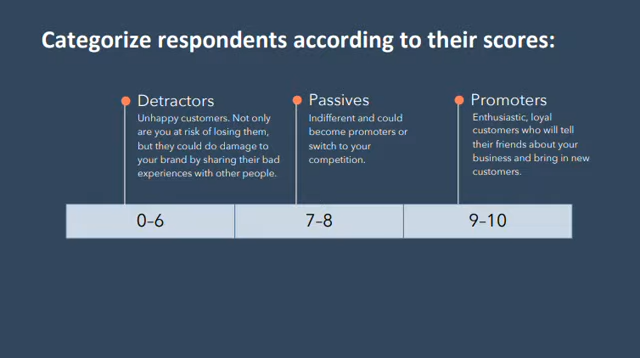 Categorize respondents according to their scores:
Detractors
Unhappy customers. Not only
are you at risk of losing them,
but they could do damage to
your brand by sharing their bad
experiences with other people.
Passives
Indifferent and could
become promoters or
switch to your
competition.
Promoters
Enthusiastic, loyal
customers who will tell
their friends about your
business and bring in new
customers.
0–6
7–8
9–10